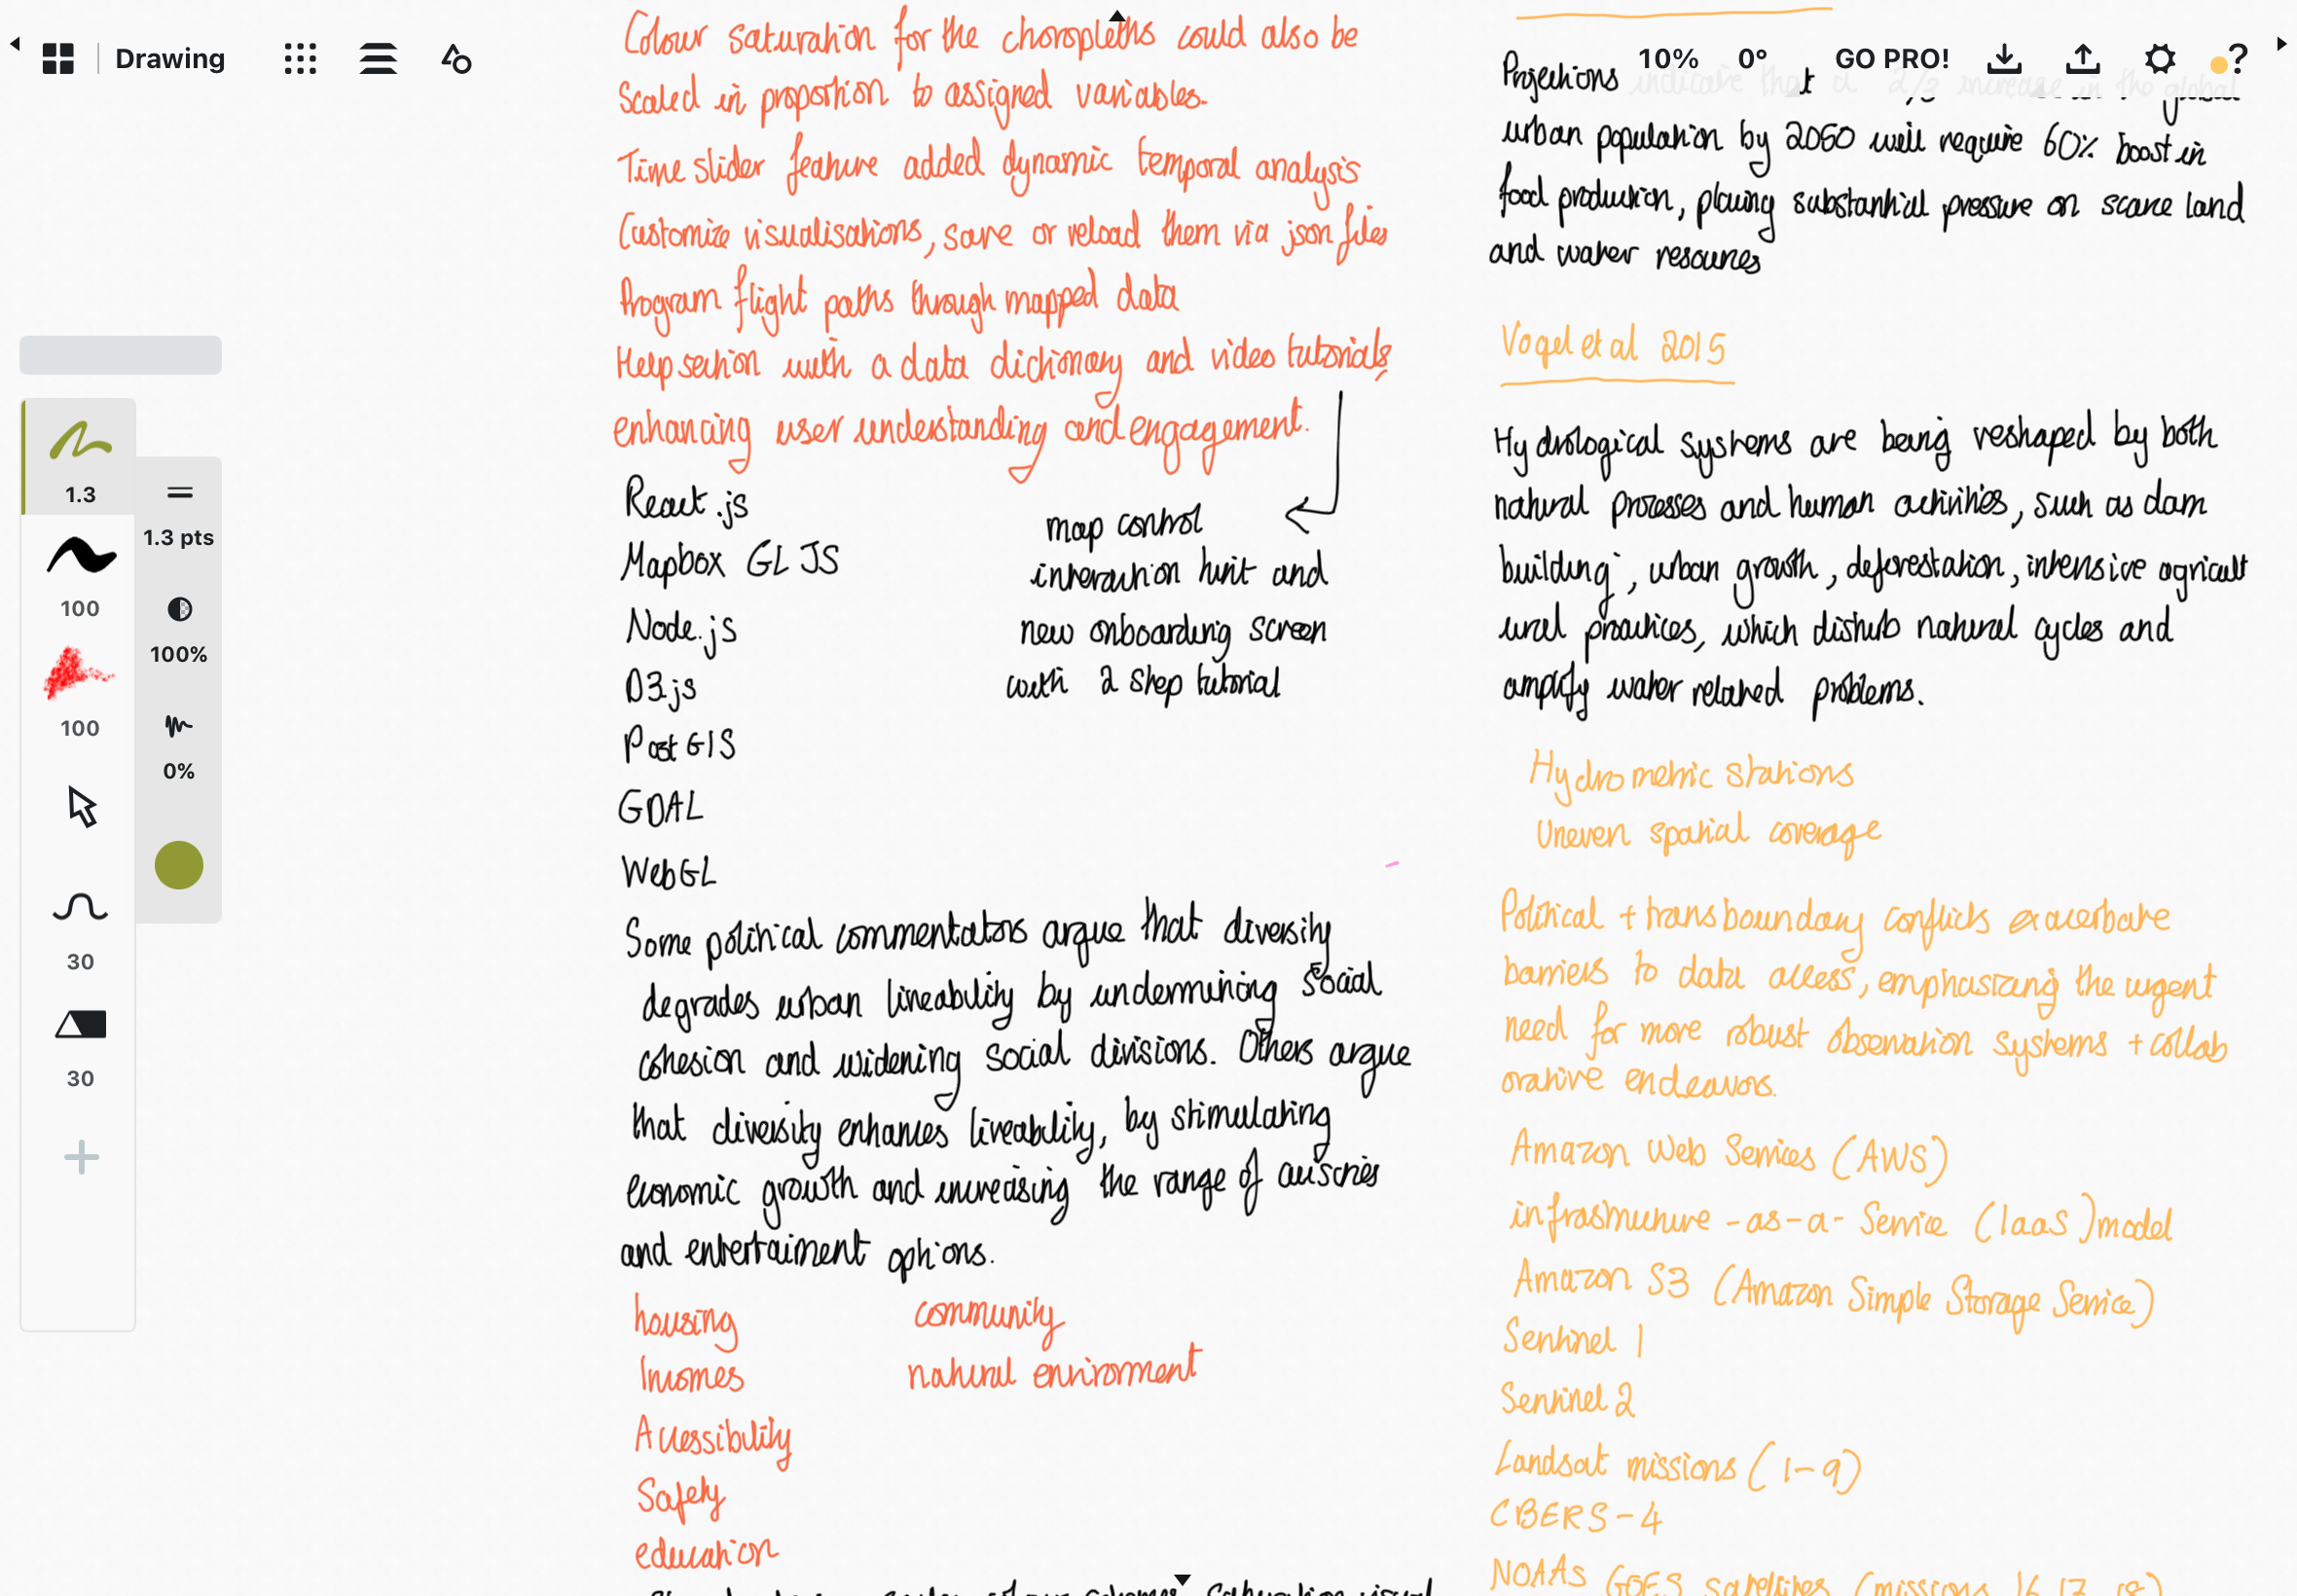 Drawing
10%
0°
GO PRO!
?
1.3
1.3 pts
100
100%
100
0%
30
30
Colour saturation for the choropleths could also be
Scaled in proportion to assigned variables.
Time slider feature added dynamic temporal analysis
Customize visualisations, save or reload them via json files
Program flight paths through mapped data
Help section with a data dictionary and video tutorials
enhancing user understanding and engagement.
React.js
Mapbox GL JS
Node.js
D3.js
PostGIS
GDAL
WebGL
map control
interaction hint and
new onboarding screen
with 2 step tutorial
Some political commentators argue that diversity
degrades urban liveability by undermining social
cohesion and widening social divisions. Others argue
that diversity enhances liveability, by stimulating
economic growth and increasing the range of
and entertaiment options.
housing
Incomes
Accessibility
Safety
education
community
natural enviroment
Projections indicate that a 2/3 increase in the global
urban population by 2050 will require 60% boost in
food production, placing substantial pressure on scarce land
and water resources
Vogel et al 2015
Hydrological systems are being reshaped by both
natural processes and human activities, such as dam
building, urban growth, deforestation, intensive agricult
ural practices, which disturb natural cycles and
amplify water related problems.
Hydrometric stations
Uneven spatial coverage
Political + transboundary conflicts exacerbate
barriers to data access, emphasizing the urgent
need for more robust observation systems + collab
orative endeavors.
Amazon Web Services (AWS)
infrastructure-as-a-Service (IaaS) model
Amazon S3 (Amazon Simple Storage Service)
Sentinel 1
Sentinel 2
Landsat missions (1-9)
CBERS-4
NOAAs GOES satellites (missions 16, 17, 18)